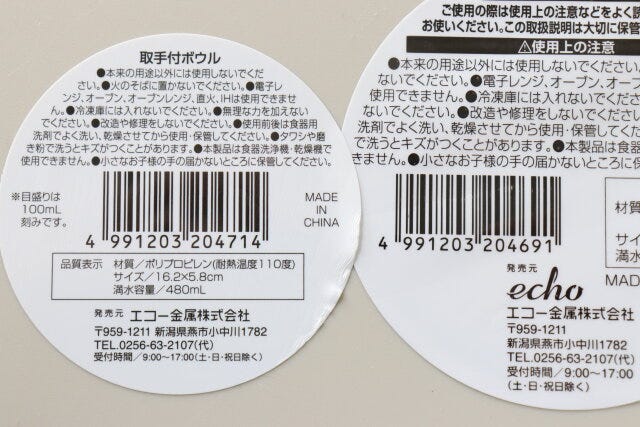 取手付ボウル
●本来の用途以外には使用しないでくだ
さい。●火のそばに置かないでください。●電子レ
ンジ、オーブン、オーブンレンジ、直火、IHは使用できませ
ん。●冷凍庫には入れないでください。●無理な力を加えない
でください。●改造や修理をしないでください。●使用前後は食器用
洗剤でよく洗い、乾燥させてから使用・保管してください。●タワシや磨
き粉で洗うとキズがつくことがあります。●本製品は食器洗浄機・乾燥機で
使用できません。●小さなお子様の手の届かないところに保管してください。
※目盛りは
100mL
刻みです。
MADE
IN
CHINA
4 991203 204714
品質表示 材質/ポリプロピレン(耐熱温度110度)
サイズ/16.2×5.8cm
満水容量/480mL
発売元 エコー金属株式会社
〒959-1211 新潟県燕市小中川1782
TEL.0256-63-2107(代)
受付時間/9:00~17:00(土・日・祝日除く)
ご使用の際は使用上の注意などをよく読
お使いください。この取扱説明は大切に保管
⚠使用上の注意
●本来の用途以外には使用しないでください。
ないでください。●電子レンジ、オーブン、オーブ
使用できません。●冷凍庫には入れないでくださ
ないでください。●改造や修理をしないでくださ
洗剤でよく洗い、乾燥させてから使用・保管してく
で洗うとキズがつくことがあります。●本製品は食
きません。●小さなお子様の手の届かないところに保
4 991203 204691
材質
サイ
満水
MAD
発売元
echo
エコー金属株式会社
〒959-1211
新潟県燕市小中川1782
TEL.0256-63-2107(代)
受付時間/9:00~17:00
(土・日・祝日除く)